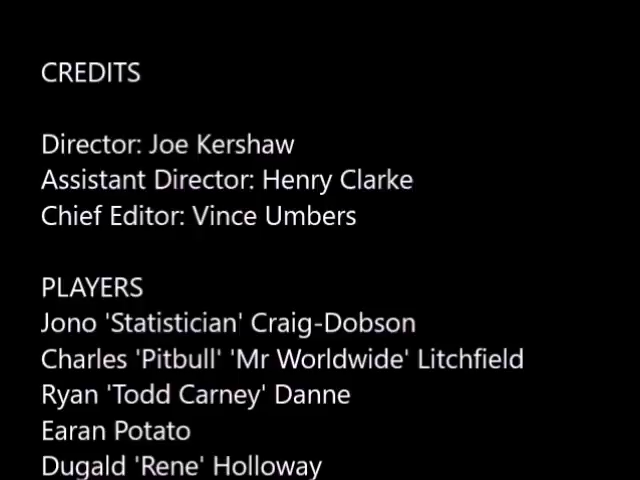 CREDITS
Director: Joe Kershaw
Assistant Director: Henry Clarke
Chief Editor: Vince Umbers
PLAYERS
Jono 'Statistician' Craig-Dobson
Charles 'Pitbull' 'Mr Worldwide' Litchfield
Ryan 'Todd Carney' Danne
Earan Potato
Dugald 'Rene' Holloway